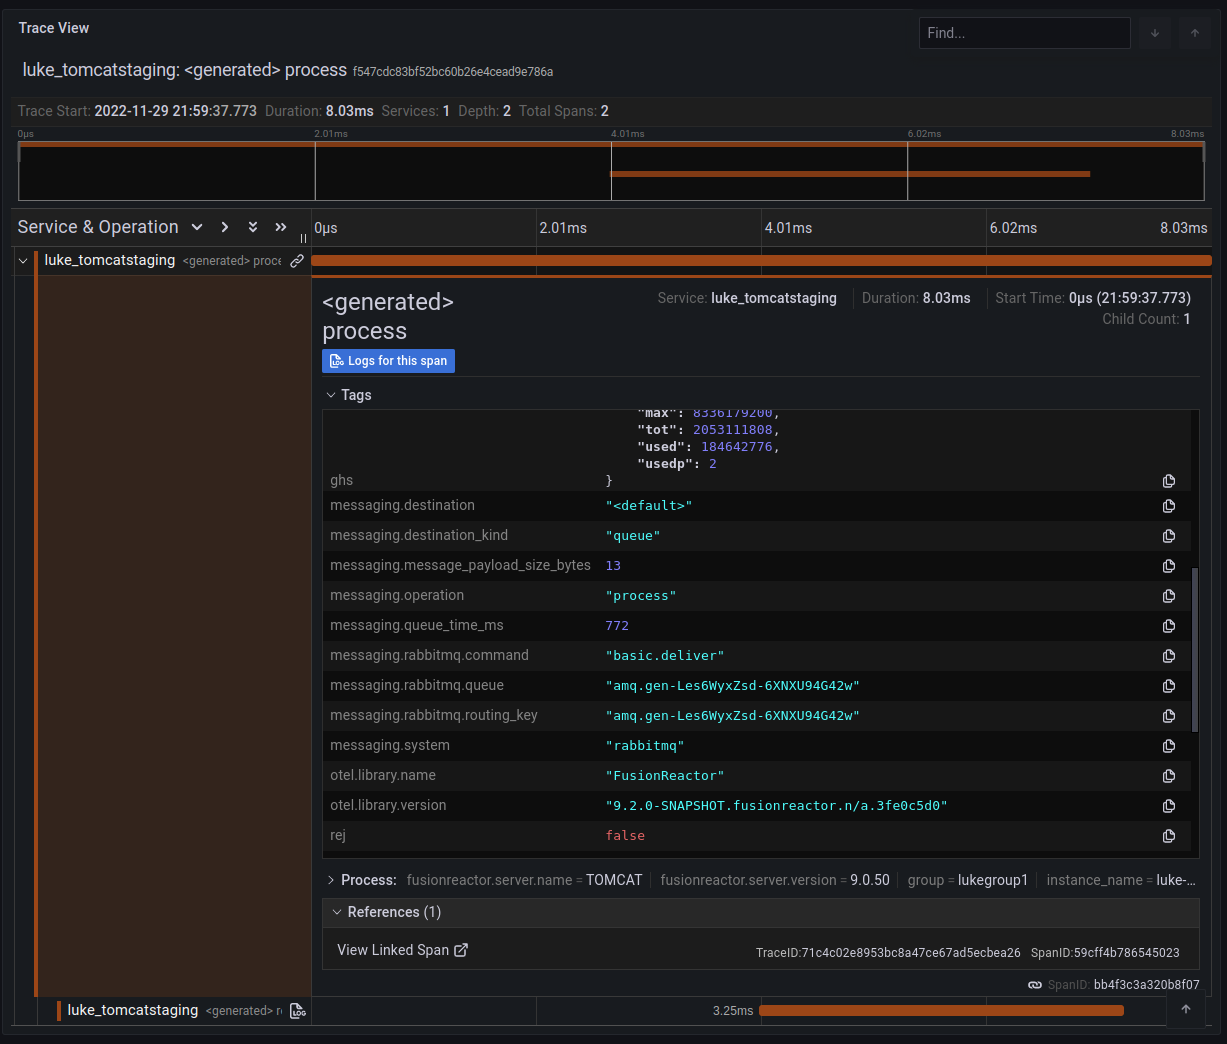 Trace View
Find...
luke_tomcatstaging: <generated> process f547cdc83bf52bc60b26e4cead9e786a
Trace Start: 2022-11-29 21:59:37.773 Duration: 8.03ms Services: 1 Depth: 2 Total Spans: 2
0μs 2.01ms 4.01ms 6.02ms 8.03ms
Service & Operation 0μs 2.01ms 4.01ms 6.02ms 8.03ms
luke_tomcatstaging <generated> proce
<generated>
process
Service: luke_tomcatstaging Duration: 8.03ms Start Time: 0μs (21:59:37.773)
Child Count: 1
LOG Logs for this span
Tags
"max": 8336179200,
"tot": 2053111808,
"used": 184642776,
"usedp": 2
ghs }
messaging.destination "<default>"
messaging.destination_kind "queue"
messaging.message_payload_size_bytes 13
messaging.operation "process"
messaging.queue_time_ms 772
messaging.rabbitmq.command "basic.deliver"
messaging.rabbitmq.queue "amq.gen-Les6WyxZsd-6XNXU94G42w"
messaging.rabbitmq.routing_key "amq.gen-Les6WyxZsd-6XNXU94G42w"
messaging.system "rabbitmq"
otel.library.name "FusionReactor"
otel.library.version "9.2.0-SNAPSHOT.fusionreactor.n/a.3fe0c5d0"
rej false
Process: fusionreactor.server.name = TOMCAT fusionreactor.server.version = 9.0.50 group = lukegroup1 instance_name = luke-...
References (1)
View Linked Span TraceID:71c4c02e8953bc8a47ce67ad5ecbea26 SpanID:59cff4b786545023
SpanID: bb4f3c3a320b8f07
luke_tomcatstaging <generated> r LOG 3.25ms